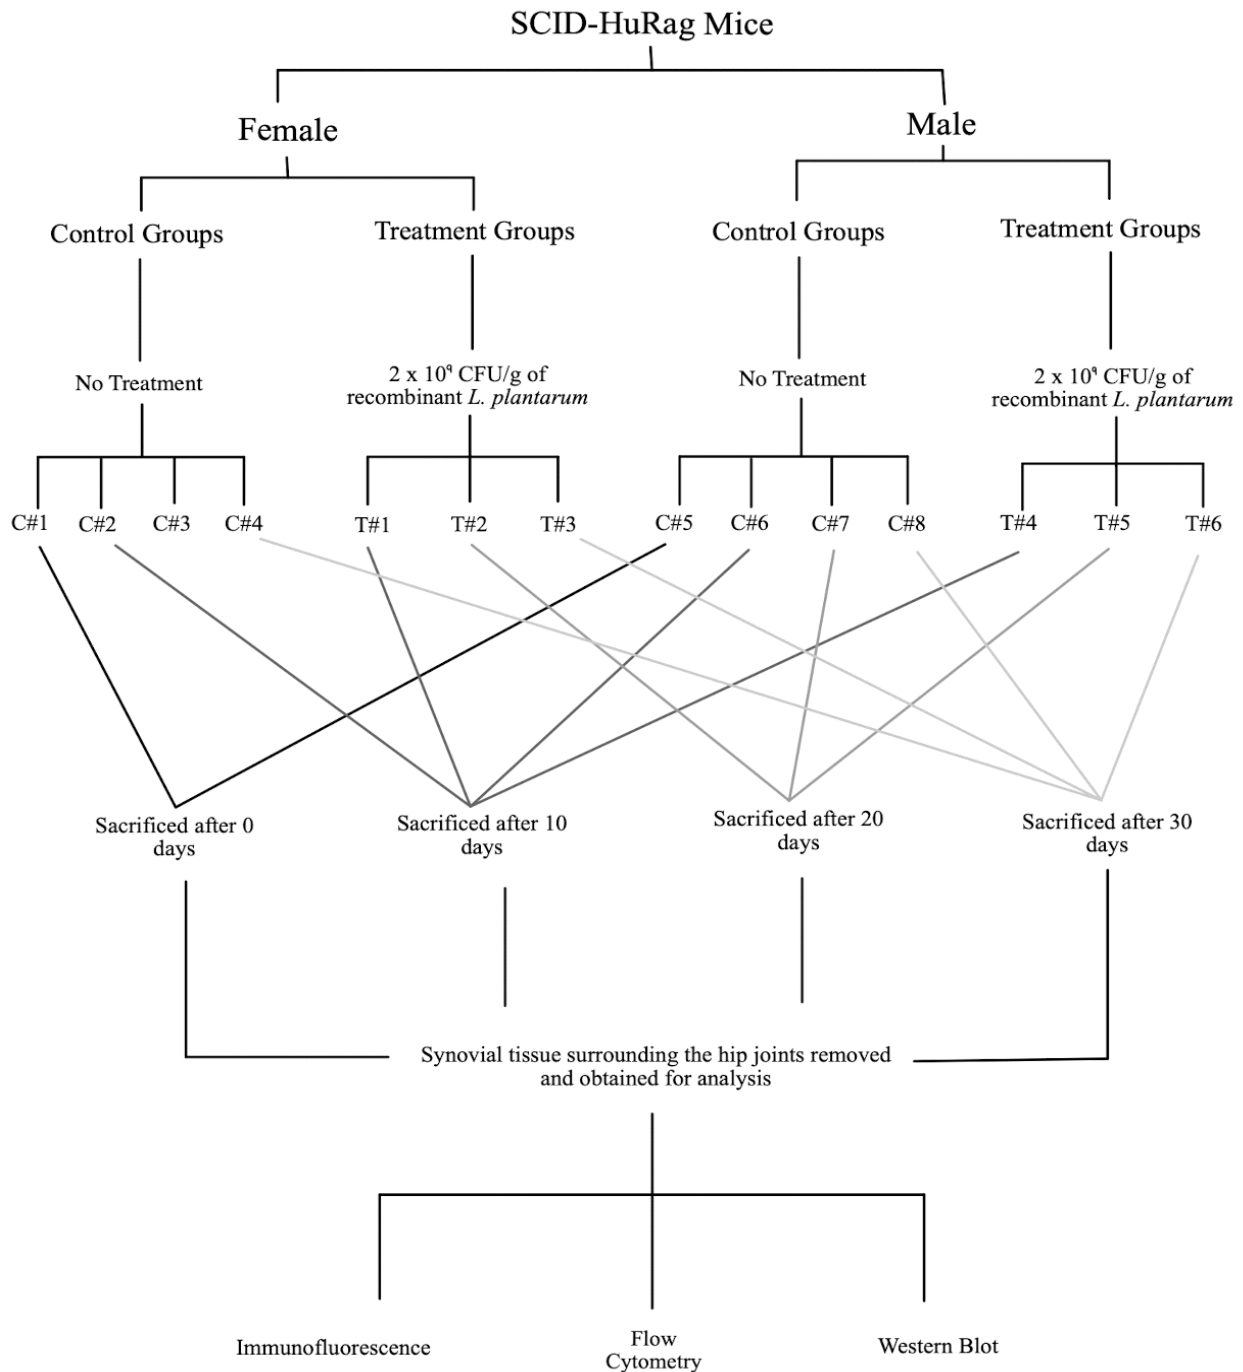 SCID-HuRag Mice
Female
Male
Control Groups
Treatment Groups
Control Groups
Treatment Groups
No Treatment
2 x 10⁹ CFU/g of
recombinant L. plantarum
No Treatment
2 x 10⁹ CFU/g of
recombinant L. plantarum
C#1
C#2
C#3
C#4
T#1
T#2
T#3
C#5
C#6
C#7
C#8
T#4
T#5
T#6
Sacrificed after 0
days
Sacrificed after 10
days
Sacrificed after 20
days
Sacrificed after 30
days
Synovial tissue surrounding the hip joints removed
and obtained for analysis
Immunofluorescence
Flow
Cytometry
Western Blot